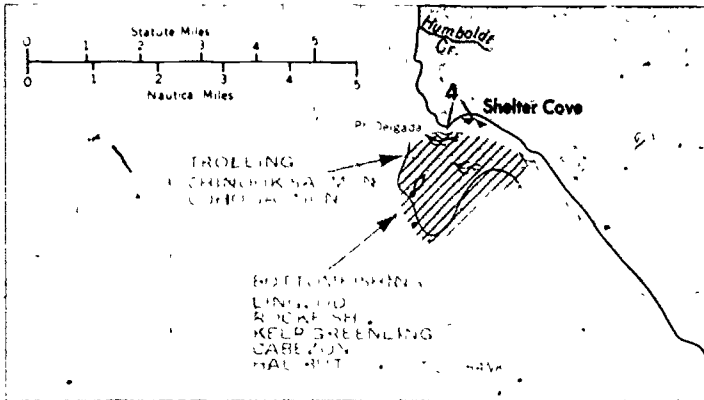 Statute Miles
1 2 3 4 5
0 1 2 3 4 5
Nautical Miles
Humboldt
Cr.
4
Shelter Cove
Pt. Delgada
TROLLING
CHINOOK SALMON
COHO SALMON
BOTTOMFISHING
LINGCOD
ROCKFISH
KELP GREENLING
CABEZON
HALIBUT